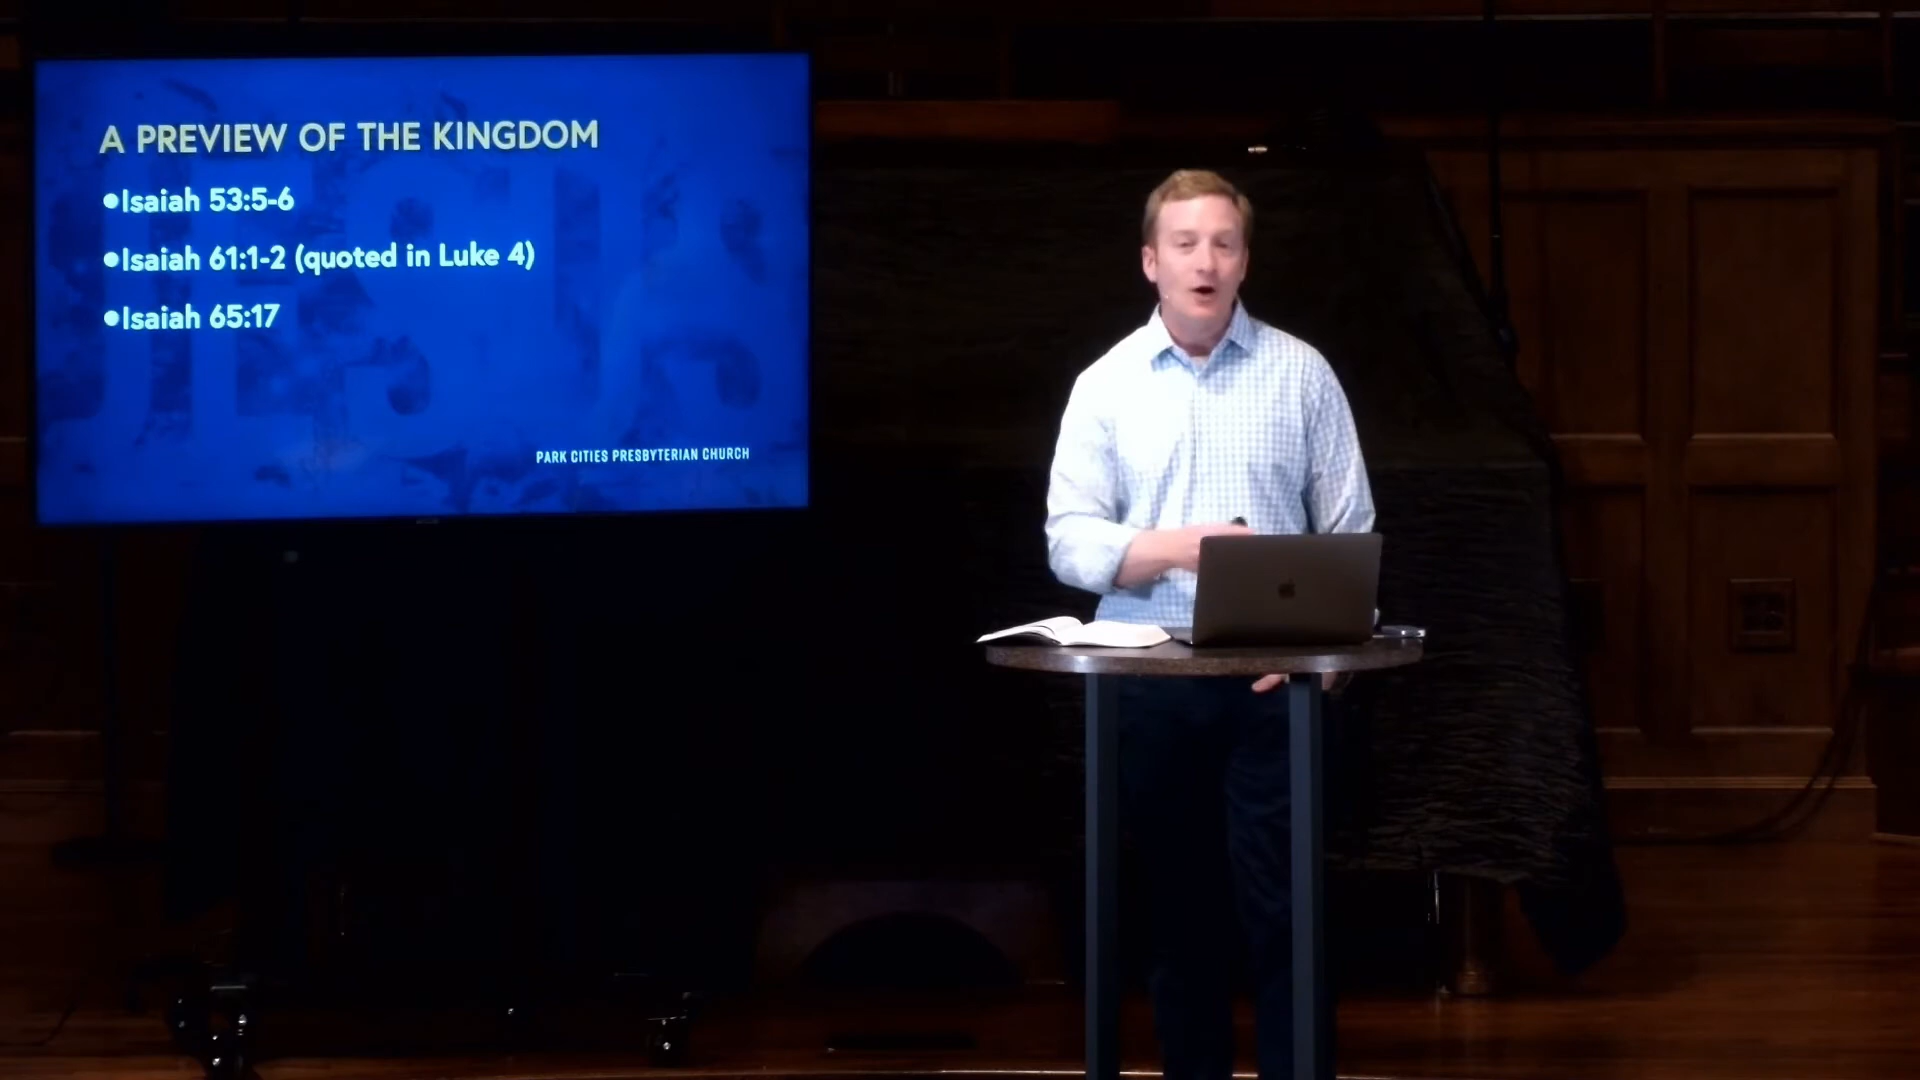 A PREVIEW OF THE KINGDOM
•Isaiah 53:5-6
•Isaiah 61:1-2 (quoted in Luke 4)
•Isaiah 65:17
JESUS
PARK CITIES PRESBYTERIAN CHURCH